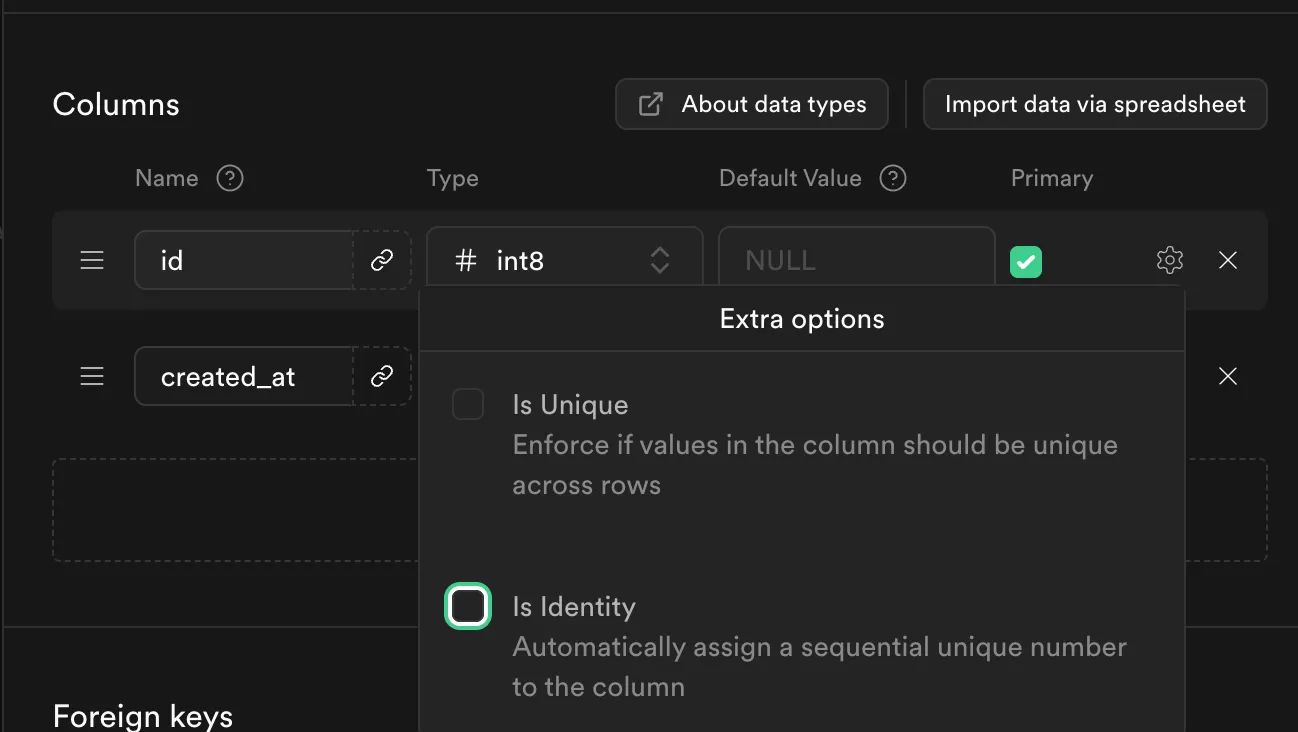 Columns
About data types
Import data via spreadsheet
Name
Type
Default Value
Primary
id
# int8
NULL
Extra options
created_at
Is Unique
Enforce if values in the column should be unique
across rows
Is Identity
Automatically assign a sequential unique number
to the column
Foreign keys